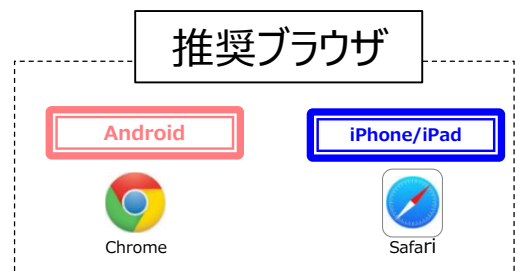 推奨ブラウザ
Android
iPhone/iPad
Chrome
Safari